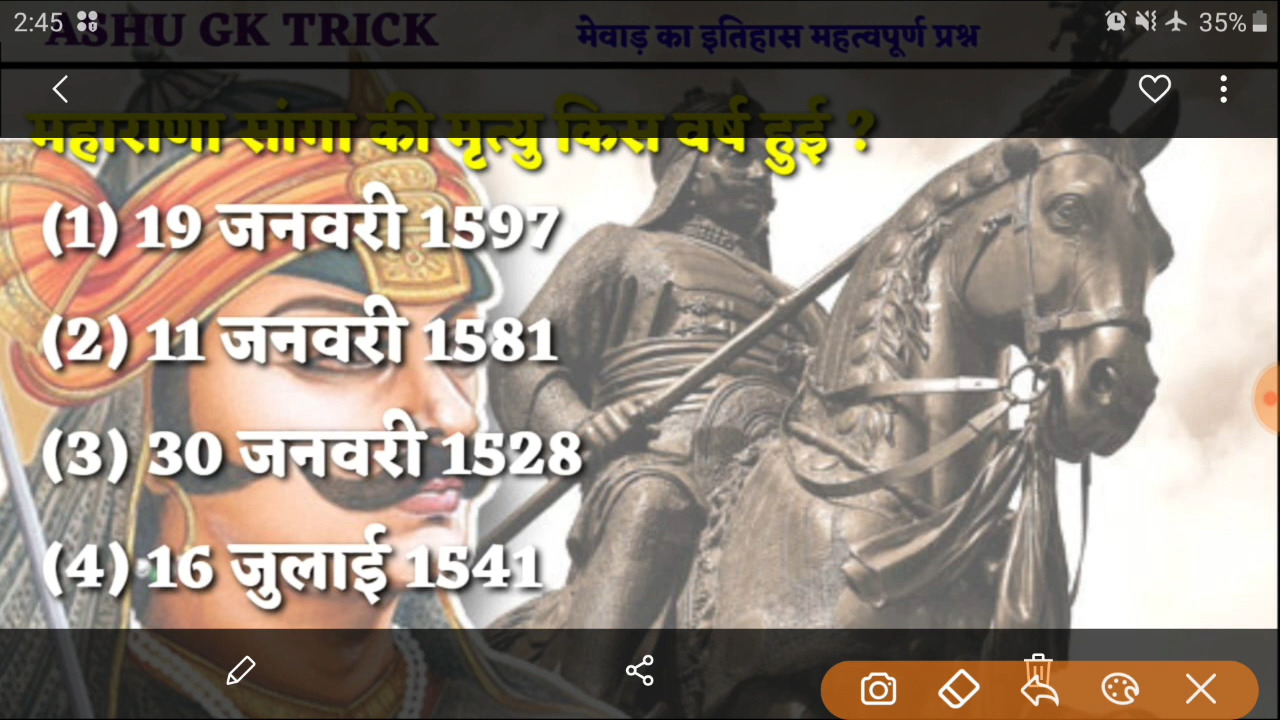 2:45
35%
ASHU GK TRICK
मेवाड़ का इतिहास महत्वपूर्ण प्रश्न
महाराणा सांगा की मृत्यु किस वर्ष हुई ?
(1) 19 जनवरी 1597
(2) 11 जनवरी 1581
(3) 30 जनवरी 1528
(4) 16 जुलाई 1541